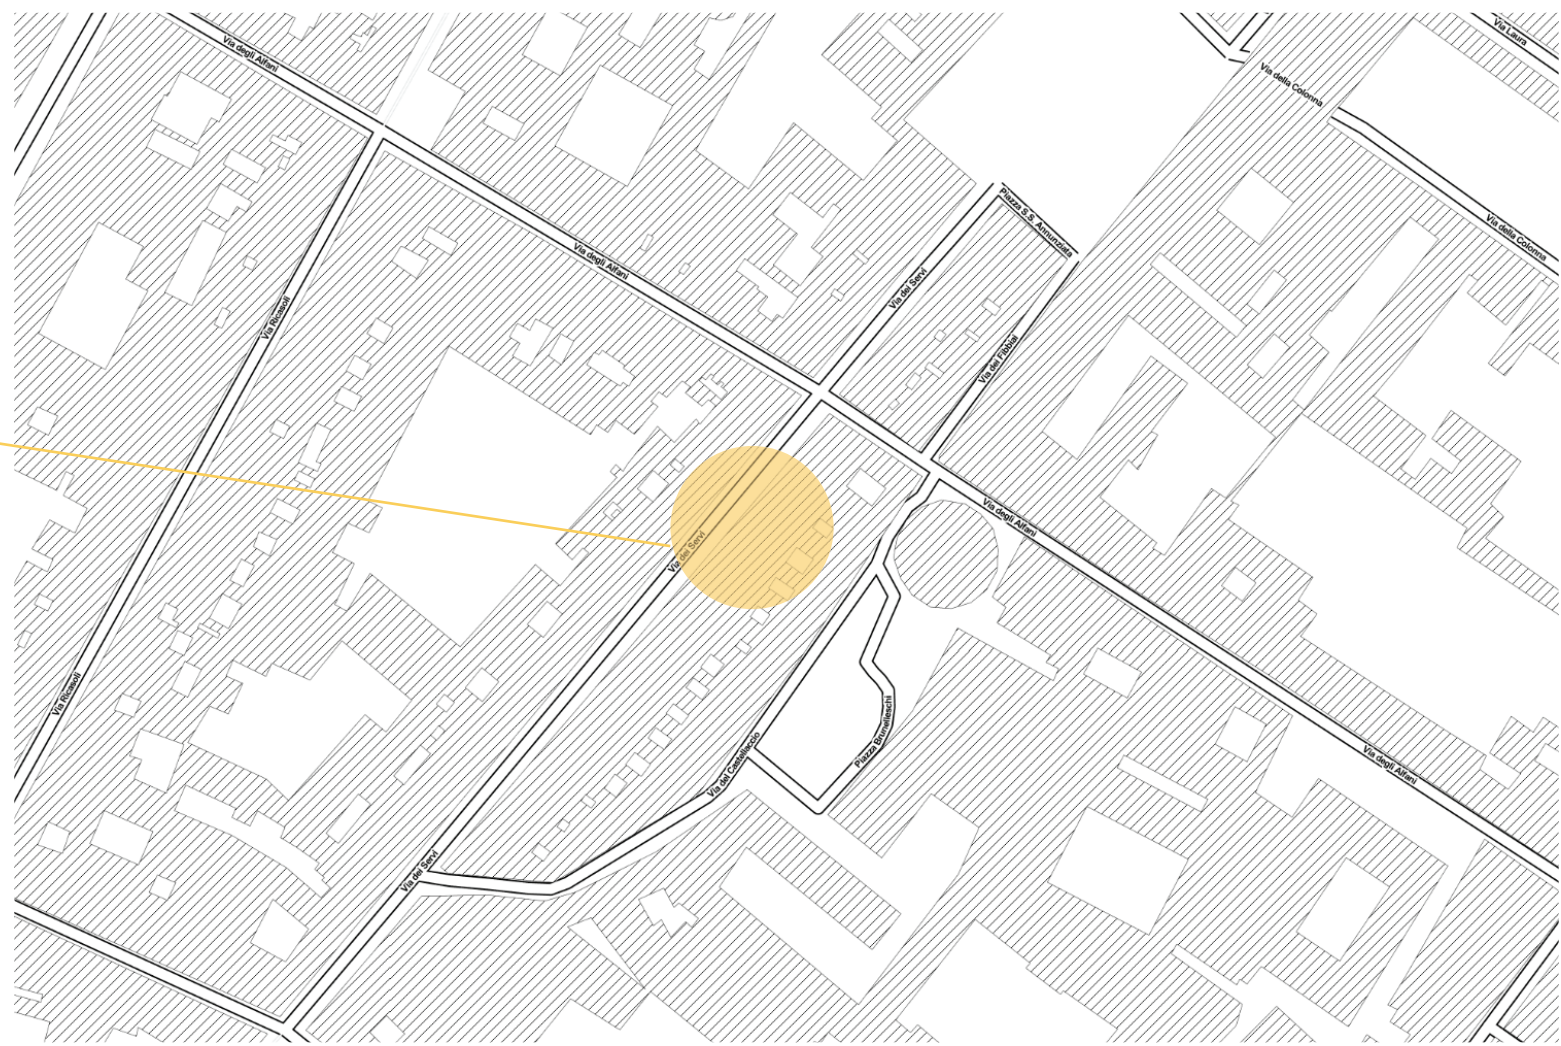 Via Laura
Via degli Alfani
Via della Colonna
Piazza S.S. Annunziata
Via della Colonna
Via degli Alfani
Via dei Servi
Via Ricasoli
Via dei Fibbiai
Via degli Alfani
Via dei Servi
Via Ricasoli
Piazza Brunelleschi
Via del Castellaccio
Via degli Alfani
Via dei Servi